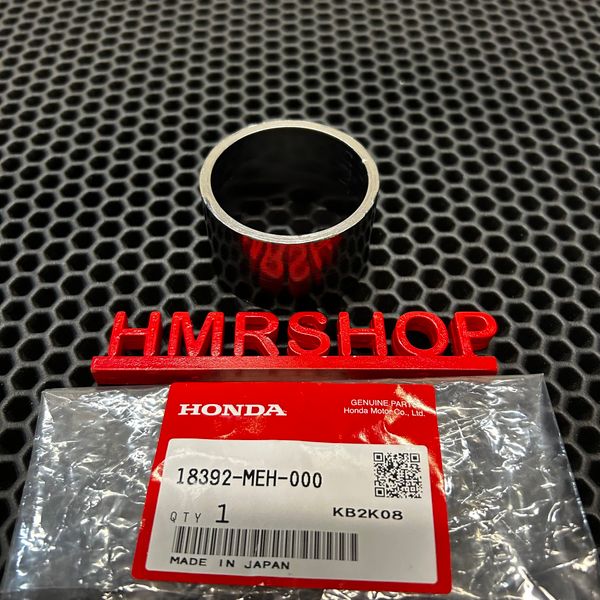 HMRSHOP
HONDA
GENUINE PARTS
Honda Motor Co., Ltd.
18392-MEH-000
QTY 1
KB2K08
MADE IN JAPAN